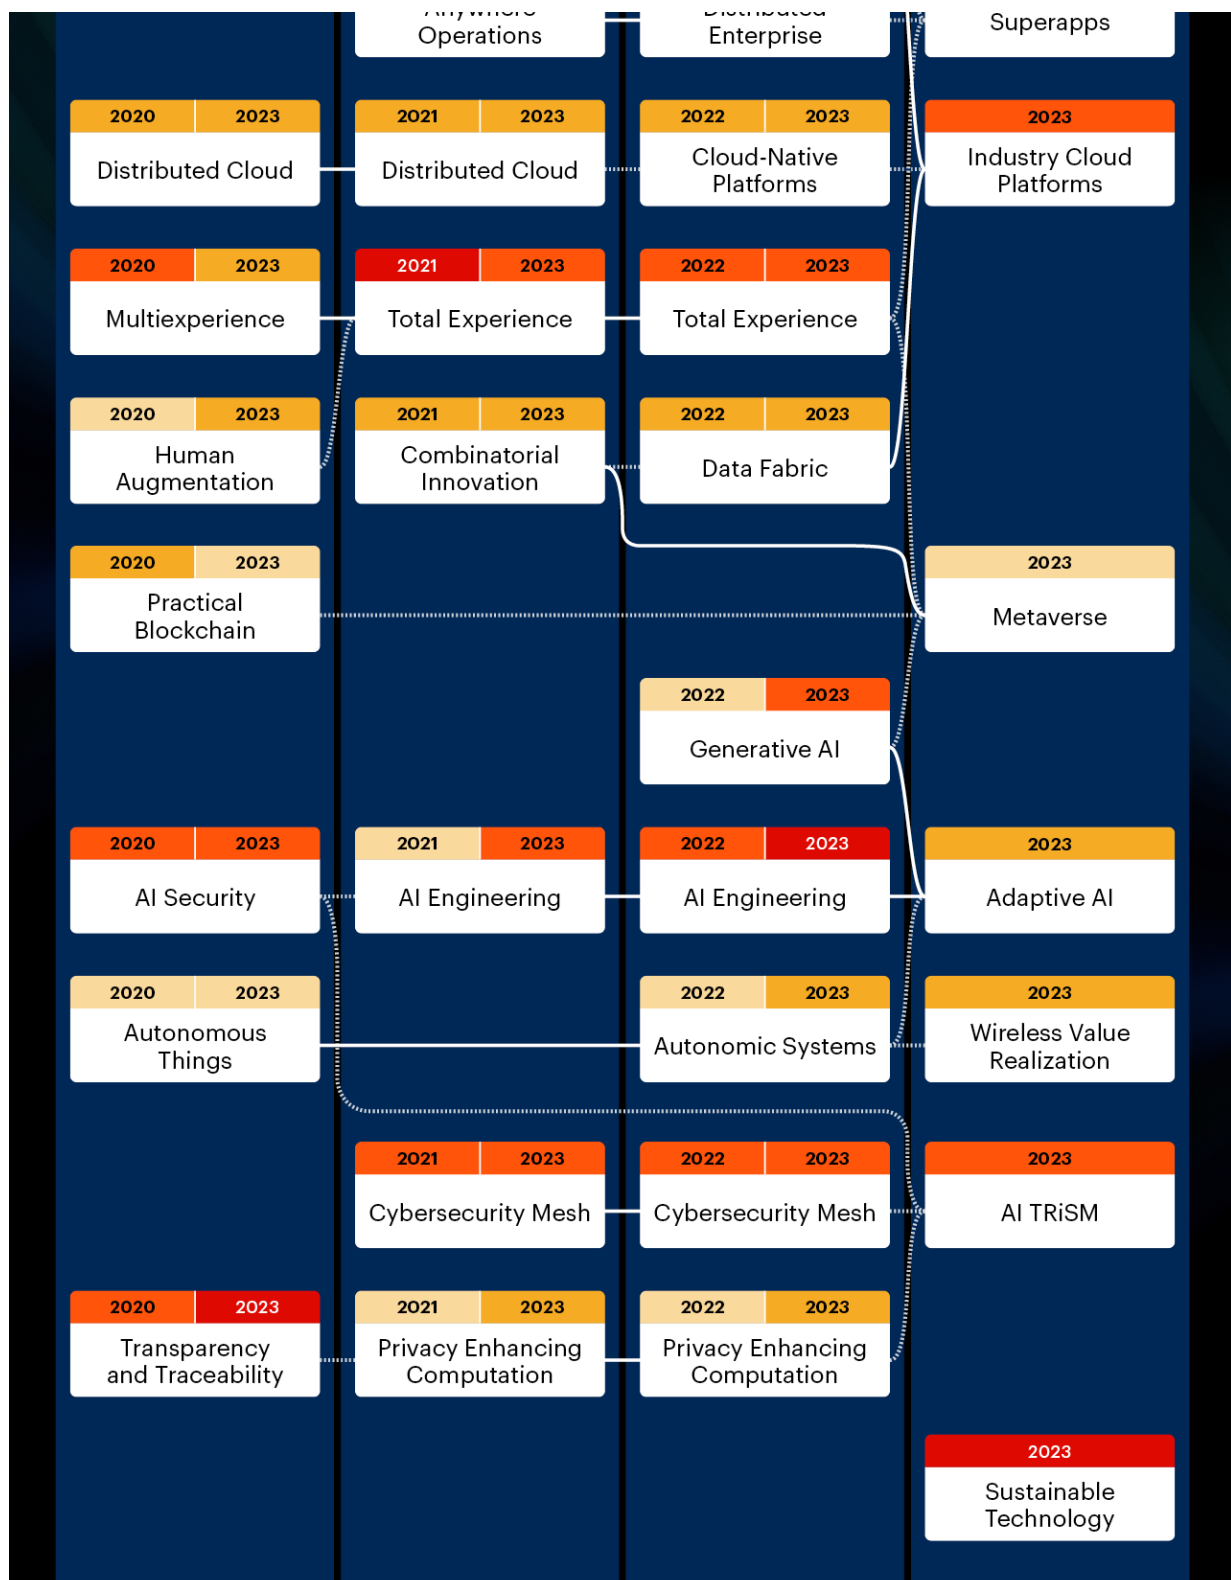 Anywhere
Operations
Distributed
Enterprise
Superapps
2020 2023
Distributed Cloud
2021 2023
Distributed Cloud
2022 2023
Cloud-Native
Platforms
2023
Industry Cloud
Platforms
2020 2023
Multiexperience
2021 2023
Total Experience
2022 2023
Total Experience
2020 2023
Human
Augmentation
2021 2023
Combinatorial
Innovation
2022 2023
Data Fabric
2020 2023
Practical
Blockchain
2023
Metaverse
2022 2023
Generative AI
2020 2023
AI Security
2021 2023
AI Engineering
2022 2023
AI Engineering
2023
Adaptive AI
2020 2023
Autonomous
Things
2022 2023
Autonomic Systems
2023
Wireless Value
Realization
2021 2023
Cybersecurity Mesh
2022 2023
Cybersecurity Mesh
2023
AI TRiSM
2020 2023
Transparency
and Traceability
2021 2023
Privacy Enhancing
Computation
2022 2023
Privacy Enhancing
Computation
2023
Sustainable
Technology